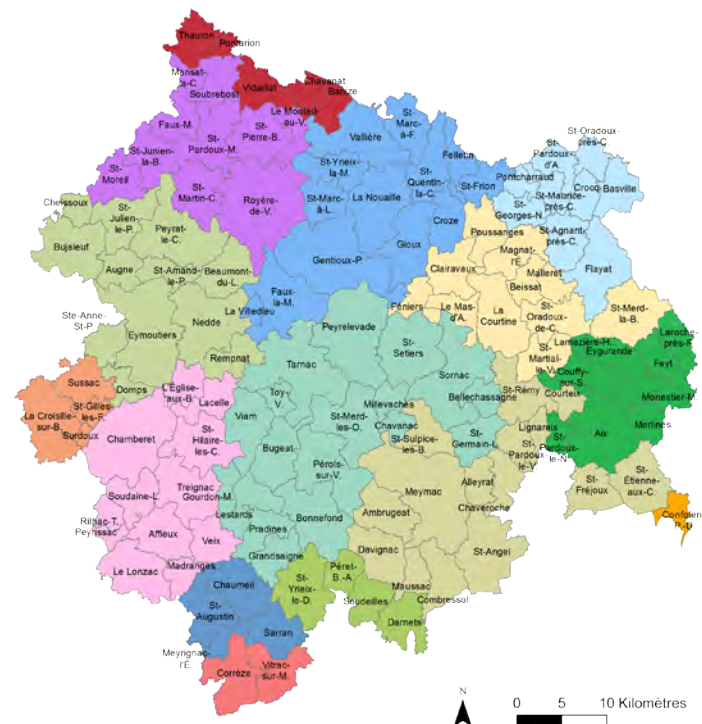 Thauron
Pontarion
Mansat-
la-C.
Soubrebost
Vidaillat
Chavanat
Banize
Le Monteil-
au-V.
Faux-M.
St-
Pierre-B.
St-
Pardoux-M.
St-Junien-
la-B
St-
Moreil
St-
Martin-C.
Royère-
de-V.
Vallière
St-
Marc-
à-F.
Felletin
St-Yrieix-
la-M.
St-
Quentin-
la-C.
St-Frion
St-Marc-
à-L.
La Nouaille
Croze
Gioux
Gentioux-P.
Faux-
la-M.
La Villedieu
St-Oradoux-
près-C.
St-
Pardoux-
d'A.
Pontcharraud
Crocq
Basville
St-Maurice-
près-C.
St-
Georges-N.
St-Agnant-
près-C.
Flayat
Cheissoux
St-
Julien-
le-P.
Peyrat-
le-C.
Bujaleuf
Augne
St-Amand-
le-P.
Beaumont-
du-L.
Ste-Anne-
St-P.
Eymoutiers
Nedde
Rempnat
Domps
Poussanges
Magnat-
l'É.
Clairavaux
Malleret
Beissat
Féniers
Le Mas-
d'A.
La
Courtine
St-
Oradoux-
de-C.
St-Merd-
la-B.
St-
Martial-
le-V.
Lamazière-H.
Eygurande
Laroche-
près-F.
Feyt
Couffy-
sur-S.
Courteix
Monestier-M.
Merlines
Aix
St-
Pardoux-
le-N.
Sussac
La Croisille-
sur-B.
St-Gilles-
les-F.
Surdoux
L'Église-
aux-B.
Lacelle
Chamberet
St-
Hilaire-
les-C.
Treignac
Soudaine-L.
Gourdon-M.
Rilhac-T.
Peyrissac
Affieux
Veix
Le Lonzac
Madranges
Peyrelevade
St-
Setiers
Tarnac
Toy-
V.
Viam
Sornac
Millevaches
Bellechassagne
St-Merd-
les-O.
Chavanac
Bugeat
St-Sulpice-
les-B.
St-
Germain-L.
Pérols-
sur-V.
Lestards
Bonnefond
Pradines
Grandsaigne
St-Rémy
Lignareix
St-
Pardoux-
le-V.
Meymac
Alleyrat
Chaveroche
Ambrugeat
Davignac
St-Angel
Maussac
Combressol
St-
Fréjoux
St-
Étienne-
aux-C.
Confolen
P.-D
Chaumeil
St-
Augustin
Sarran
Meyrignac-
l'É.
St-
Yrieix-
le-D.
Péret-
B.-A.
Soudeilles
Darnets
Corrèze
Vitrac-
sur-M.
N
0 5 10 Kilomètres